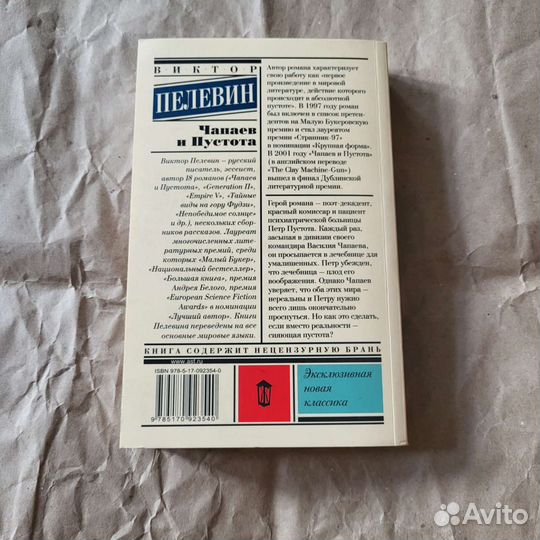 ВИКТОР
ПЕЛЕВИН
Чапаев
и Пустота
Виктор Пелевин – русский
писатель, эссеист,
автор 18 романов («Чапаев
и Пустота», «Generation П»,
«Empire V», «Тайные
виды на гору Фудзи»,
«Непобедимое солнце»
и др.), нескольких сбор-
ников рассказов. Лауреат
многочисленных лите-
ратурных премий, среди
которых «Малый Букер»,
«Национальный бестселлер»,
«Большая книга», премия
Андрея Белого, премия
«European Science Fiction
Awards» в номинации
«Лучший автор». Книги
Пелевина переведены на все
основные мировые языки.
Автор романа характеризует
свою работу как «первое
произведение в мировой
литературе, действие которого
происходит в абсолютной
пустоте». В 1997 году роман
был включен в список претен-
дентов на Малую Букеровскую
премию и стал лауреатом
премии «Странник-97»
в номинации «Крупная форма».
В 2001 году «Чапаев и Пустота»
(в английском переводе
"The Clay Machine-Gun»)
вышел в финал Дублинской
литературной премии.
Герой романа – поэт-декадент,
красный комиссар и пациент
психиатрической больницы
Петр Пустота. Каждый раз,
засыпая в дивизии своего
командира Василия Чапаева,
он просыпается в лечебнице для
умалишенных. Петр убежден,
что лечебница – плод его
воображения. Однако Чапаев
уверяет, что оба эти мира –
нереальны и Петру нужно
всего лишь окончательно
проснуться. Но как это сделать,
если вместо реальности –
сияющая пустота?
КНИГА СОДЕРЖИТ НЕЦЕНЗУРНУЮ БРАНЬ
www.ast.ru
ISBN 978-5-17-092354-0
9 785170 923540
Эксклюзивная
новая
классика
Avito